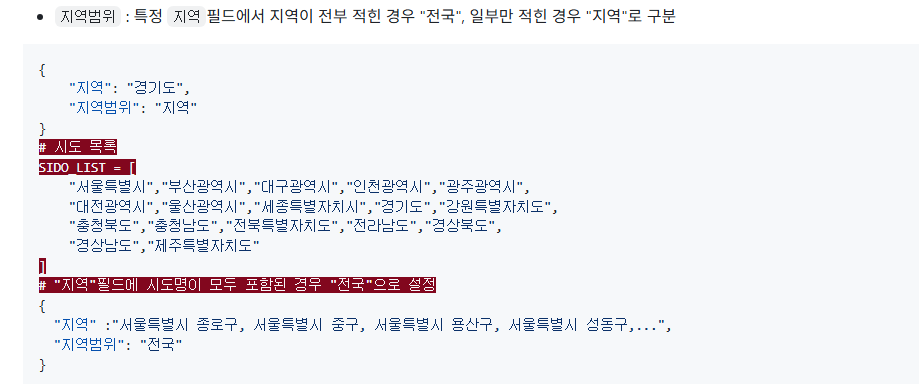 지역범위 : 특정 지역 필드에서 지역이 전부 적힌 경우 "전국", 일부만 적힌 경우 "지역"로 구분
{
    "지역": "경기도",
    "지역범위": "지역"
}
# 시도 목록
SIDO_LIST = [
    "서울특별시","부산광역시","대구광역시","인천광역시","광주광역시",
    "대전광역시","울산광역시","세종특별자치시","경기도","강원특별자치도",
    "충청북도","충청남도","전북특별자치도","전라남도","경상북도",
    "경상남도","제주특별자치도"
]
# "지역"필드에 시도명이 모두 포함된 경우 "전국"으로 설정
{
  "지역" :"서울특별시 종로구, 서울특별시 중구, 서울특별시 용산구, 서울특별시 성동구,...",
  "지역범위": "전국"
}